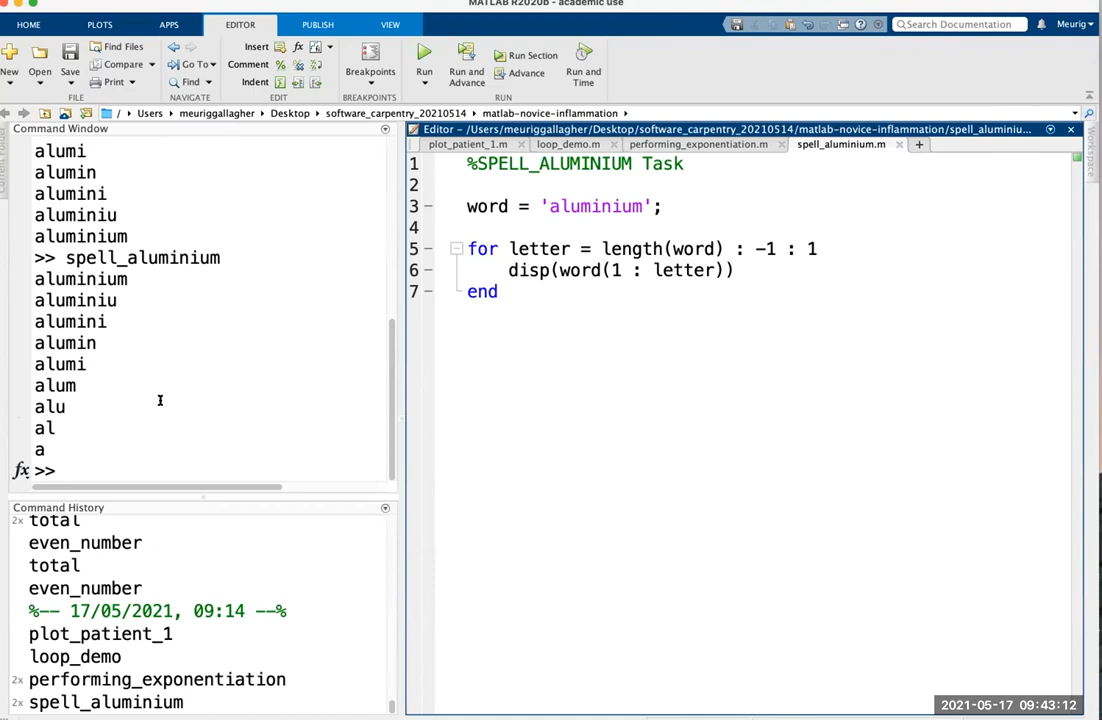 MATLAB R2020b - academic use
HOME PLOTS APPS EDITOR PUBLISH VIEW Search Documentation Meurig
New Open Save Find Files Compare Print Go To Find Insert fx Comment % Indent Breakpoints Run Run and Advance Run Section Advance Run and Time
FILE NAVIGATE EDIT BREAKPOINTS RUN
/ Users meuriggallagher Desktop software_carpentry_20210514 matlab-novice-inflammation
Command Window
alumi
alumin
alumini
aluminiu
aluminium
>> spell_aluminium
aluminium
aluminiu
alumini
alumin
alumi
alum
alu
al
a
fx >>
Command History
2x total
even_number
total
even_number
%-- 17/05/2021, 09:14 --%
plot_patient_1
loop_demo
2x performing_exponentiation
2x spell_aluminium
Editor - /Users/meuriggallagher/Desktop/software_carpentry_20210514/matlab-novice-inflammation/spell_aluminiu...
plot_patient_1.m loop_demo.m performing_exponentiation.m spell_aluminium.m +
1 %SPELL_ALUMINIUM Task
2
3 word = 'aluminium';
4
5 for letter = length(word) : -1 : 1
6 disp(word(1 : letter))
7 end
Workspace
2021-05-17 09:43:12